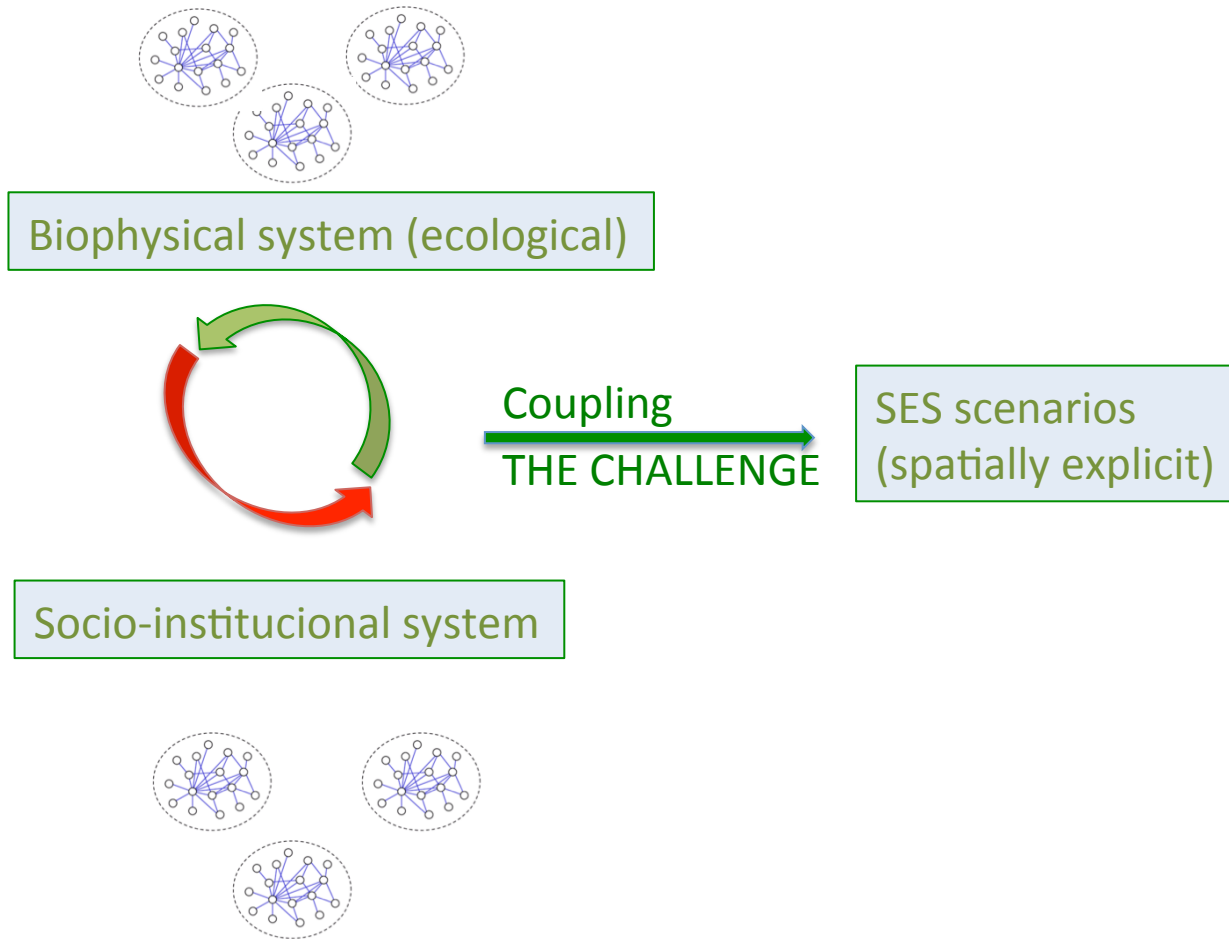 Biophysical system (ecological)
Coupling
THE CHALLENGE
SES scenarios
(spatially explicit)
Socio-institucional system